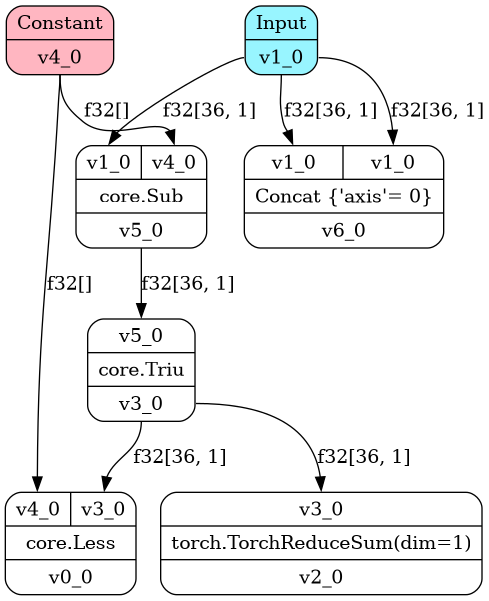 Constant
v4_0
Input
v1_0
f32[]
f32[36, 1]
f32[36, 1]
f32[36, 1]
v1_0
v4_0
core.Sub
v5_0
v1_0
v1_0
Concat {'axis'= 0}
v6_0
f32[]
f32[36, 1]
v5_0
core.Triu
v3_0
f32[36, 1]
f32[36, 1]
v4_0
v3_0
core.Less
v0_0
v3_0
torch.TorchReduceSum(dim=1)
v2_0